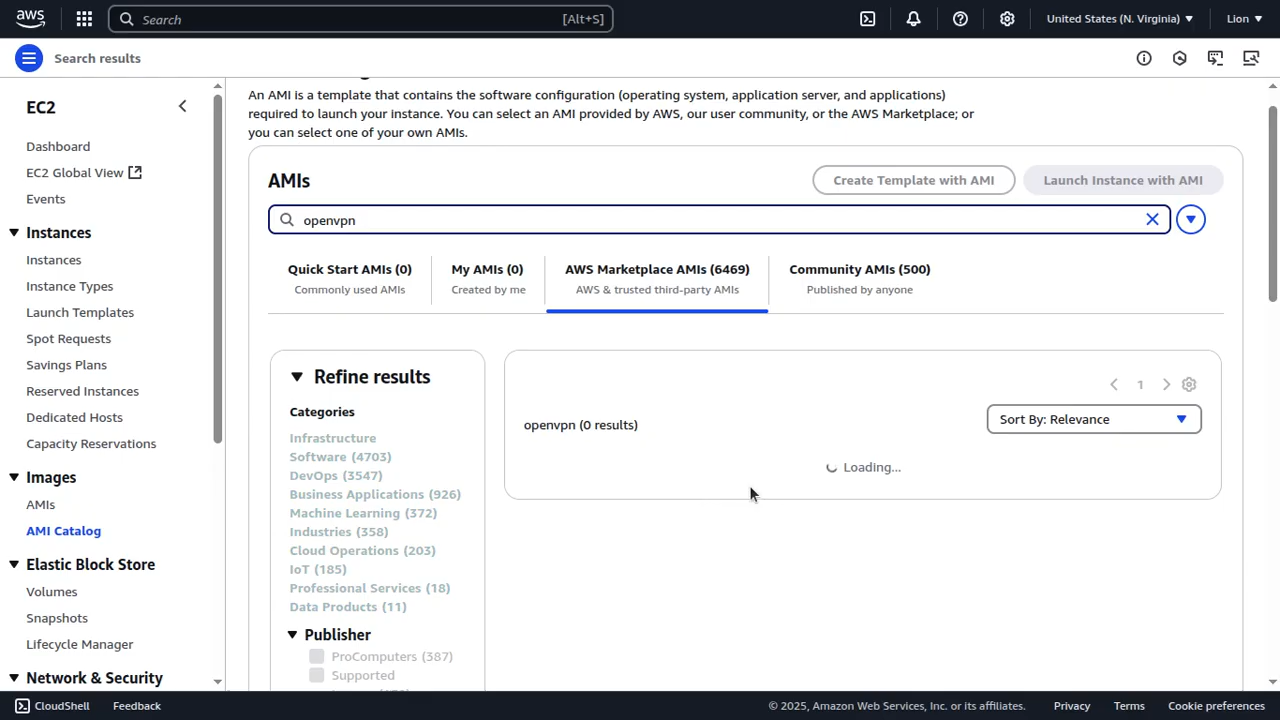 aws
Search
[Alt+S]
United States (N. Virginia)
Lion
Search results
EC2
Dashboard
EC2 Global View
Events
Instances
Instances
Instance Types
Launch Templates
Spot Requests
Savings Plans
Reserved Instances
Dedicated Hosts
Capacity Reservations
Images
AMIs
AMI Catalog
Elastic Block Store
Volumes
Snapshots
Lifecycle Manager
Network & Security
An AMI is a template that contains the software configuration (operating system, application server, and applications)
required to launch your instance. You can select an AMI provided by AWS, our user community, or the AWS Marketplace; or
you can select one of your own AMIs.
AMIs
Create Template with AMI
Launch Instance with AMI
openvpn
Quick Start AMIs (0)
Commonly used AMIs
My AMIs (0)
Created by me
AWS Marketplace AMIs (6469)
AWS & trusted third-party AMIs
Community AMIs (500)
Published by anyone
Refine results
Categories
Infrastructure
Software (4703)
DevOps (3547)
Business Applications (926)
Machine Learning (372)
Industries (358)
Cloud Operations (203)
IoT (185)
Professional Services (18)
Data Products (11)
Publisher
ProComputers (387)
Supported
1
openvpn (0 results)
Sort By: Relevance
Loading...
CloudShell
Feedback
© 2025, Amazon Web Services, Inc. or its affiliates.
Privacy
Terms
Cookie preferences